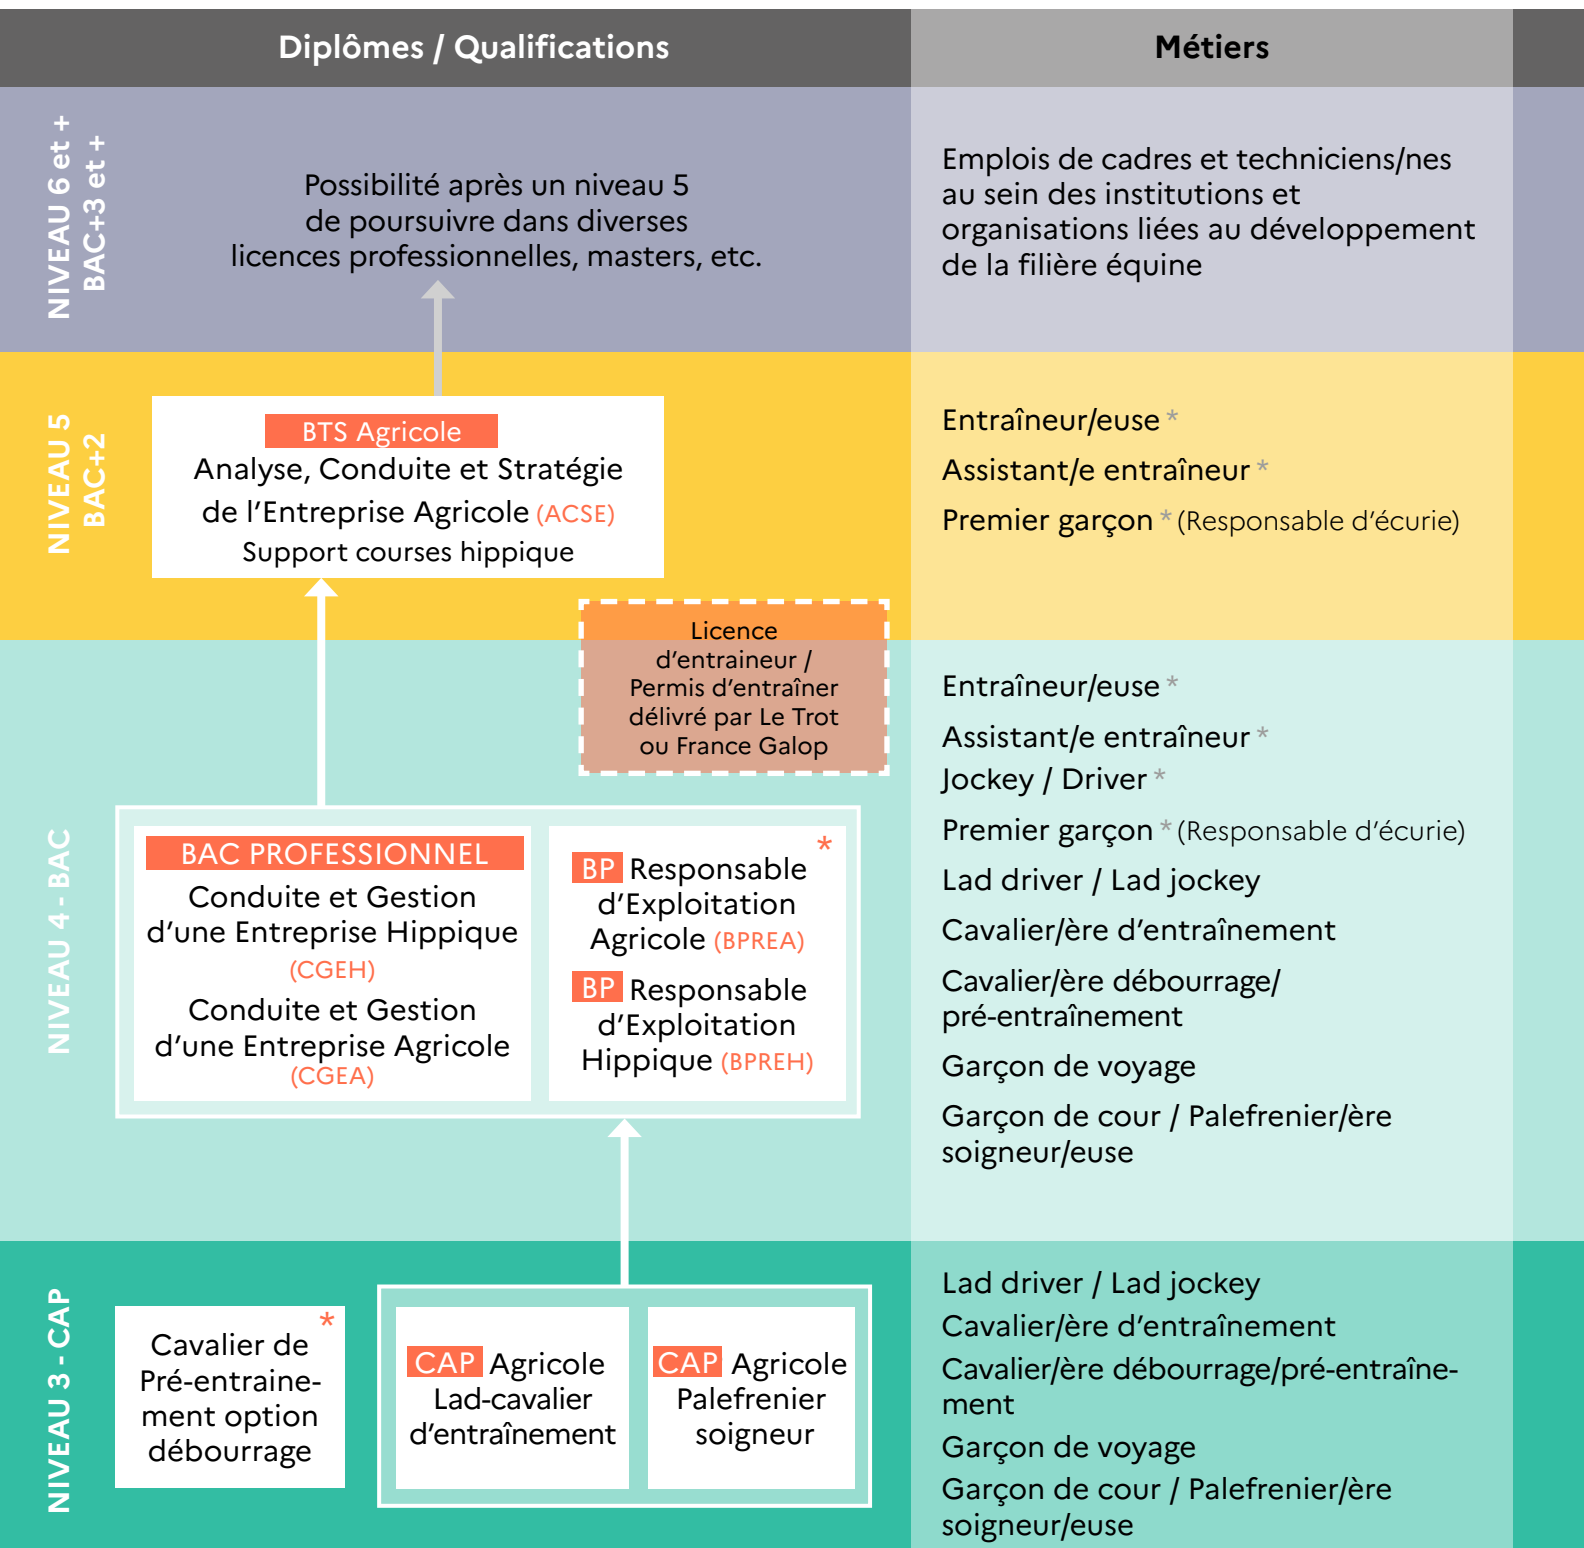 Diplômes / Qualifications
Métiers
NIVEAU 6 et +
BAC+3 et +
Possibilité après un niveau 5
de poursuivre dans diverses
licences professionnelles, masters, etc.
Emplois de cadres et techniciens/nes
au sein des institutions et
organisations liées au développement
de la filière équine
NIVEAU 5
BAC+2
BTS Agricole
Analyse, Conduite et Stratégie
de l'Entreprise Agricole (ACSE)
Support courses hippique
Entraîneur/euse *
Assistant/e entraîneur *
Premier garçon * (Responsable d'écurie)
Licence
d'entraineur /
Permis d'entraîner
délivré par Le Trot
ou France Galop
NIVEAU 4 - BAC
BAC PROFESSIONNEL
Conduite et Gestion
d'une Entreprise Hippique
(CGEH)
Conduite et Gestion
d'une Entreprise Agricole
(CGEA)
*
BP Responsable
d'Exploitation
Agricole (BPREA)
BP Responsable
d'Exploitation
Hippique (BPREH)
Entraîneur/euse *
Assistant/e entraîneur *
Jockey / Driver *
Premier garçon * (Responsable d'écurie)
Lad driver / Lad jockey
Cavalier/ère d'entraînement
Cavalier/ère débourrage/
pré-entraînement
Garçon de voyage
Garçon de cour / Palefrenier/ère
soigneur/euse
NIVEAU 3 - CAP
*
Cavalier de
Pré-entraine-
ment option
débourrage
CAP Agricole
Lad-cavalier
d'entraînement
CAP Agricole
Palefrenier
soigneur
Lad driver / Lad jockey
Cavalier/ère d'entraînement
Cavalier/ère débourrage/pré-entraîne-
ment
Garçon de voyage
Garçon de cour / Palefrenier/ère
soigneur/euse